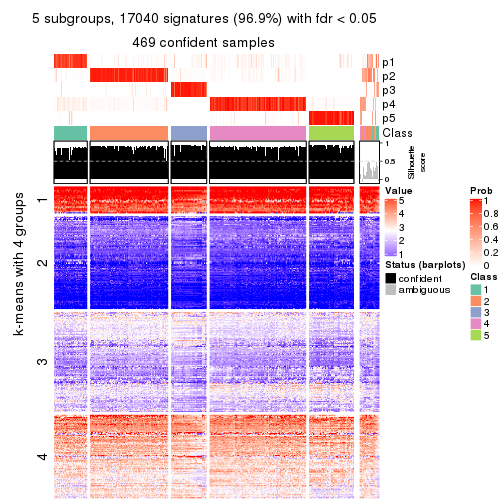 5 subgroups, 17040 signatures (96.9%) with fdr < 0.05
469 confident samples
p1
p2
p3
p4
p5
Class
1
0.5
0
Silhouette
score
k-means with 4 groups
1
2
3
4
Value
5
4
3
2
1
Status (barplots)
confident
ambiguous
Prob
1
0.8
0.6
0.4
0.2
0
Class
1
2
3
4
5